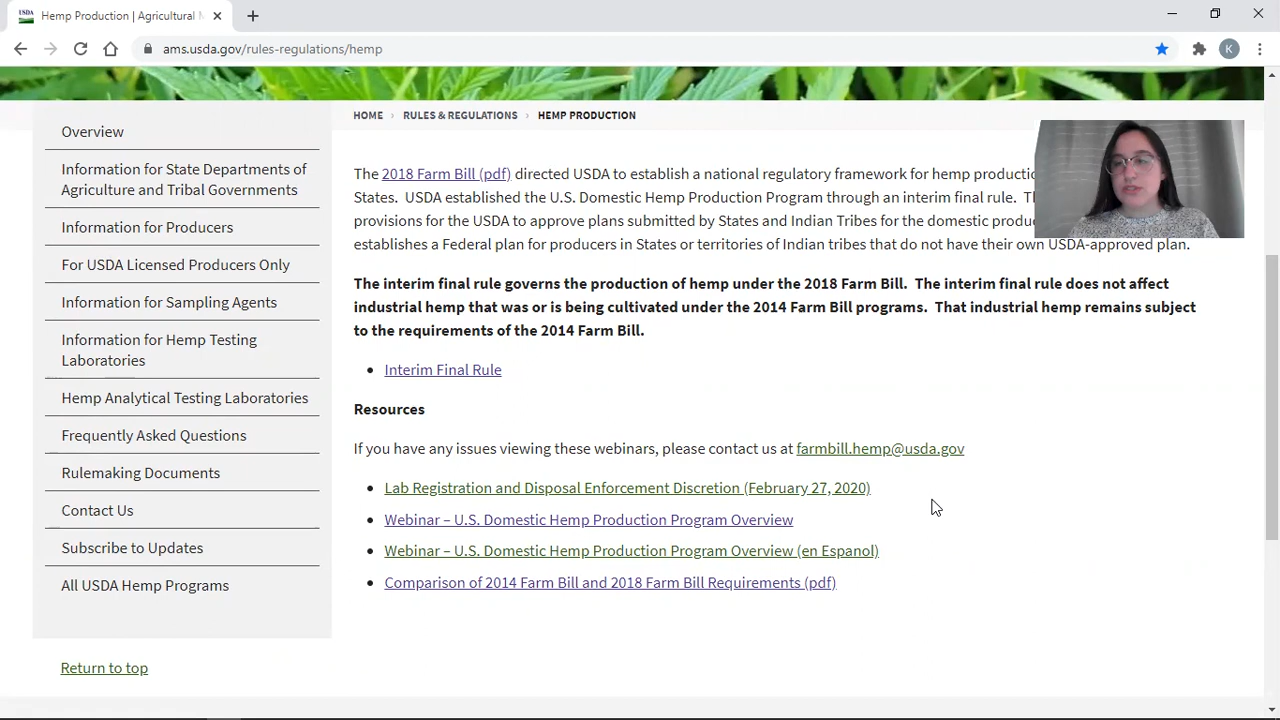 USDA Hemp Production | Agricultural M
ams.usda.gov/rules-regulations/hemp
K
HOME › RULES & REGULATIONS › HEMP PRODUCTION
Overview
Information for State Departments of
Agriculture and Tribal Governments
Information for Producers
For USDA Licensed Producers Only
Information for Sampling Agents
Information for Hemp Testing
Laboratories
Hemp Analytical Testing Laboratories
Frequently Asked Questions
Rulemaking Documents
Contact Us
Subscribe to Updates
All USDA Hemp Programs
Return to top
The 2018 Farm Bill (pdf) directed USDA to establish a national regulatory framework for hemp productio
States. USDA established the U.S. Domestic Hemp Production Program through an interim final rule. T
provisions for the USDA to approve plans submitted by States and Indian Tribes for the domestic produc
establishes a Federal plan for producers in States or territories of Indian tribes that do not have their own USDA-approved plan.
The interim final rule governs the production of hemp under the 2018 Farm Bill. The interim final rule does not affect
industrial hemp that was or is being cultivated under the 2014 Farm Bill programs. That industrial hemp remains subject
to the requirements of the 2014 Farm Bill.
• Interim Final Rule
Resources
If you have any issues viewing these webinars, please contact us at farmbill.hemp@usda.gov
• Lab Registration and Disposal Enforcement Discretion (February 27, 2020)
• Webinar – U.S. Domestic Hemp Production Program Overview
• Webinar – U.S. Domestic Hemp Production Program Overview (en Espanol)
• Comparison of 2014 Farm Bill and 2018 Farm Bill Requirements (pdf)